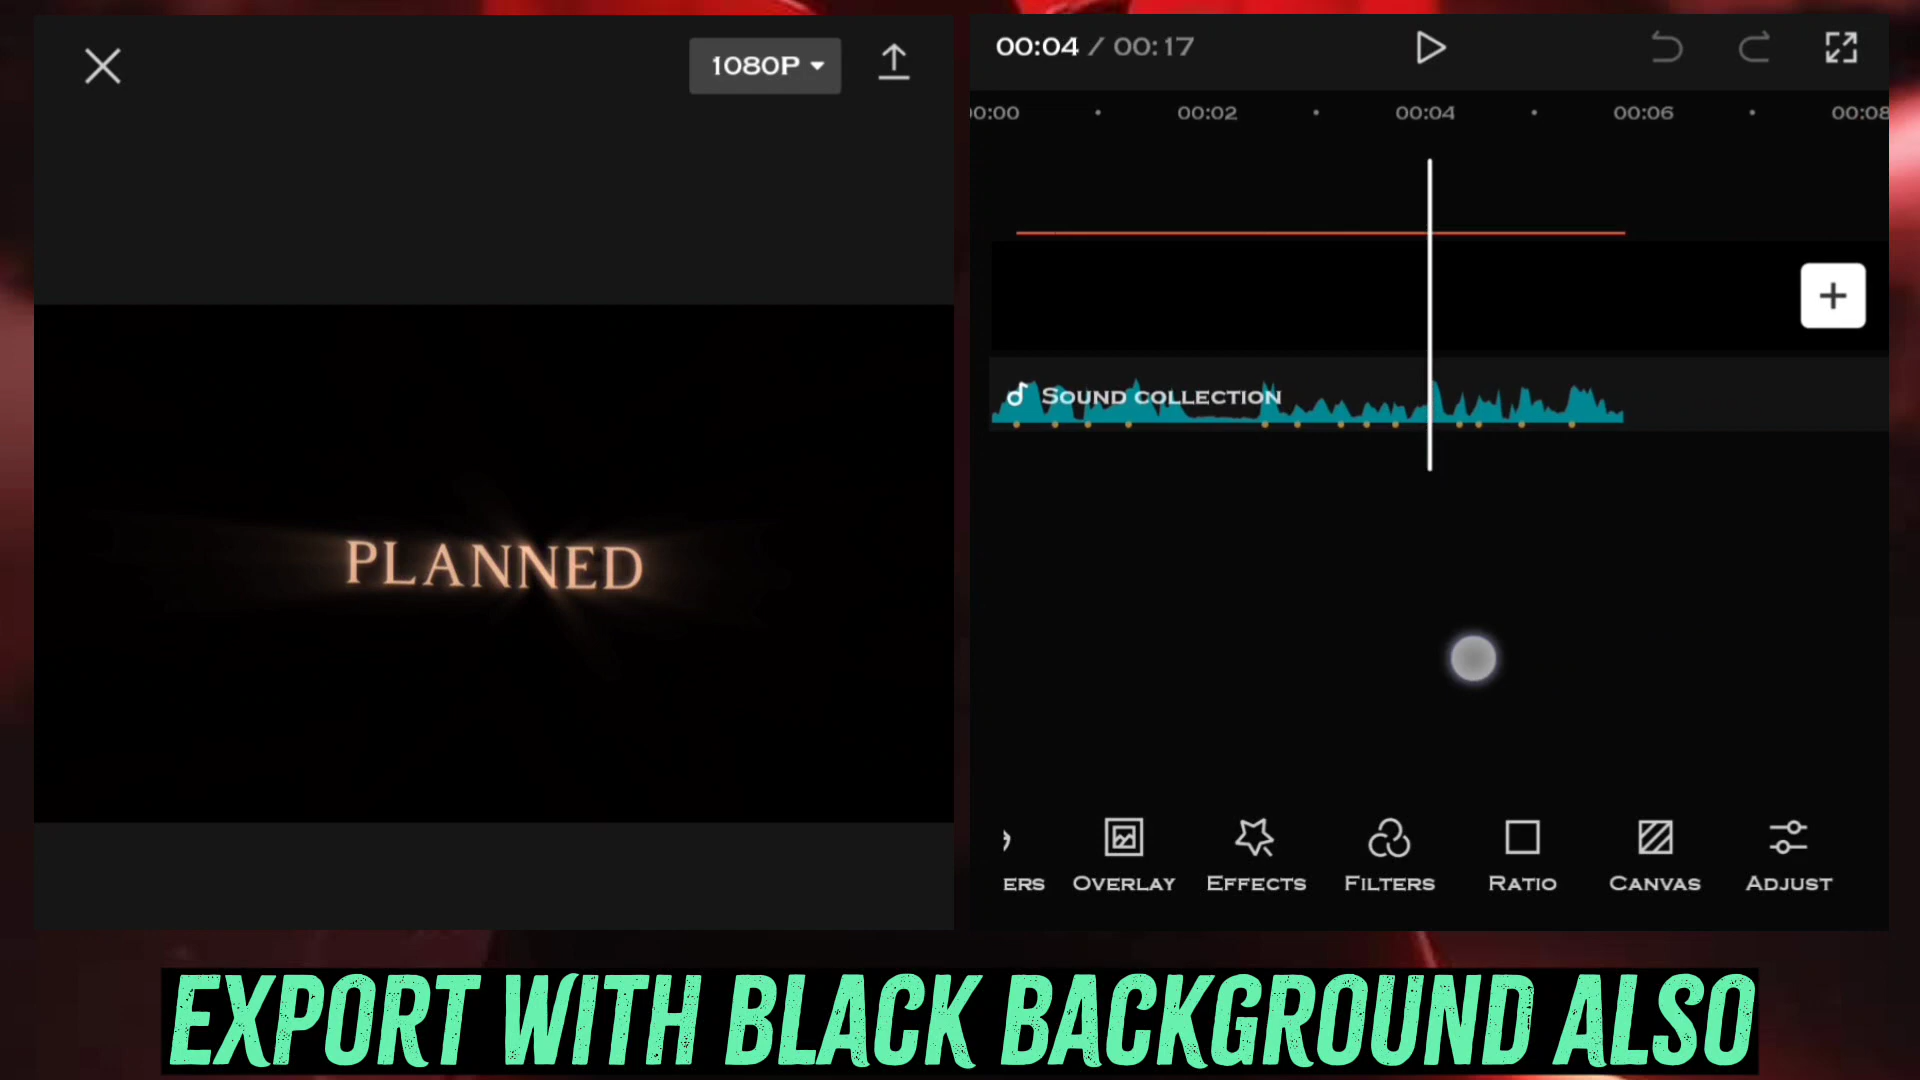 1080P
00:04 / 00:17
00:00 00:02 00:04 00:06 00:08
SOUND COLLECTION
PLANNED
ERS OVERLAY EFFECTS FILTERS RATIO CANVAS ADJUST
EXPORT WITH BLACK BACKGROUND ALSO